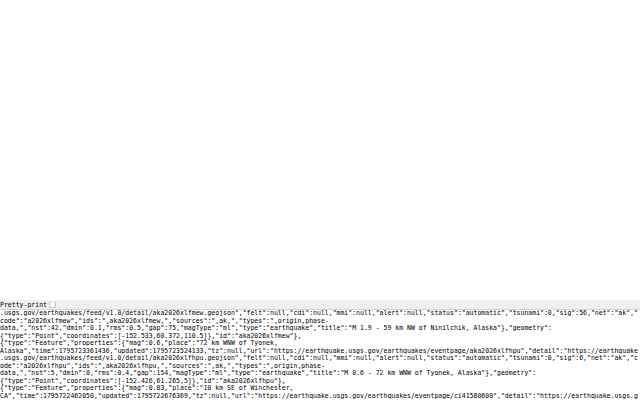 Pretty-print
.usgs.gov/earthquakes/feed/v1.0/detail/aka2026xlfmew.geojson","felt":null,"cdi":null,"mmi":null,"alert":null,"status":"automatic","tsunami":0,"sig":56,"net":"ak","
code":"a2026xlfmew","ids":",aka2026xlfmew,","sources":",ak,","types":",origin,phase-
data,","nst":42,"dmin":0.1,"rms":0.5,"gap":75,"magType":"ml","type":"earthquake","title":"M 1.9 - 59 km NW of Ninilchik, Alaska"},"geometry":
{"type":"Point","coordinates":[-152.533,60.372,110.5]},"id":"aka2026xlfmew"},
{"type":"Feature","properties":{"mag":0.6,"place":"72 km WNW of Tyonek,
Alaska","time":1795723361436,"updated":1795723524133,"tz":null,"url":"https://earthquake.usgs.gov/earthquakes/eventpage/aka2026xlfhpu","detail":"https://earthquake
.usgs.gov/earthquakes/feed/v1.0/detail/aka2026xlfhpu.geojson","felt":null,"cdi":null,"mmi":null,"alert":null,"status":"automatic","tsunami":0,"sig":6,"net":"ak","c
ode":"a2026xlfhpu","ids":",aka2026xlfhpu,","sources":",ak,","types":",origin,phase-
data,","nst":5,"dmin":0,"rms":0.4,"gap":154,"magType":"ml","type":"earthquake","title":"M 0.6 - 72 km WNW of Tyonek, Alaska"},"geometry":
{"type":"Point","coordinates":[-152.426,61.265,5]},"id":"aka2026xlfhpu"},
{"type":"Feature","properties":{"mag":0.83,"place":"10 km SE of Winchester,
CA","time":1795722462050,"updated":1795722676369,"tz":null,"url":"https://earthquake.usgs.gov/earthquakes/eventpage/ci41580600","detail":"https://earthquake.usgs.g